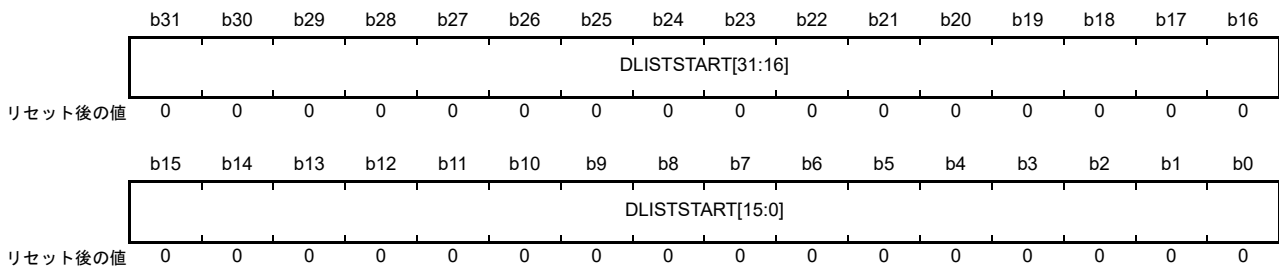 b31 b30 b29 b28 b27 b26 b25 b24 b23 b22 b21 b20 b19 b18 b17 b16
DLISTSTART[31:16]
リセット後の値 0 0 0 0 0 0 0 0 0 0 0 0 0 0 0 0
b15 b14 b13 b12 b11 b10 b9 b8 b7 b6 b5 b4 b3 b2 b1 b0
DLISTSTART[15:0]
リセット後の値 0 0 0 0 0 0 0 0 0 0 0 0 0 0 0 0